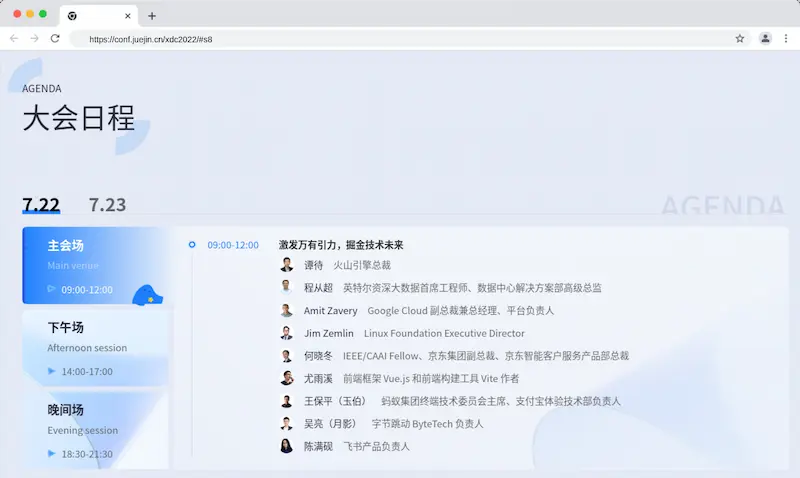 https://conf.juejin.cn/xdc2022/#s8
AGENDA
大会日程
7.22 7.23
AGENDA
主会场
Main venue
09:00-12:00
下午场
Afternoon session
14:00-17:00
晚间场
Evening session
18:30-21:30
09:00-12:00 激发万有引力，掘金技术未来
谭待 火山引擎总裁
程从超 英特尔资深大数据首席工程师、数据中心解决方案部高级总监
Amit Zavery Google Cloud 副总裁兼总经理、平台负责人
Jim Zemlin Linux Foundation Executive Director
何晓冬 IEEE/CAAI Fellow、京东集团副总裁、京东智能客户服务产品部总裁
尤雨溪 前端框架 Vue.js 和前端构建工具 Vite 作者
王保平（玉伯） 蚂蚁集团终端技术委员会主席、支付宝体验技术部负责人
吴亮（月影） 字节跳动 ByteTech 负责人
陈满砚 飞书产品负责人